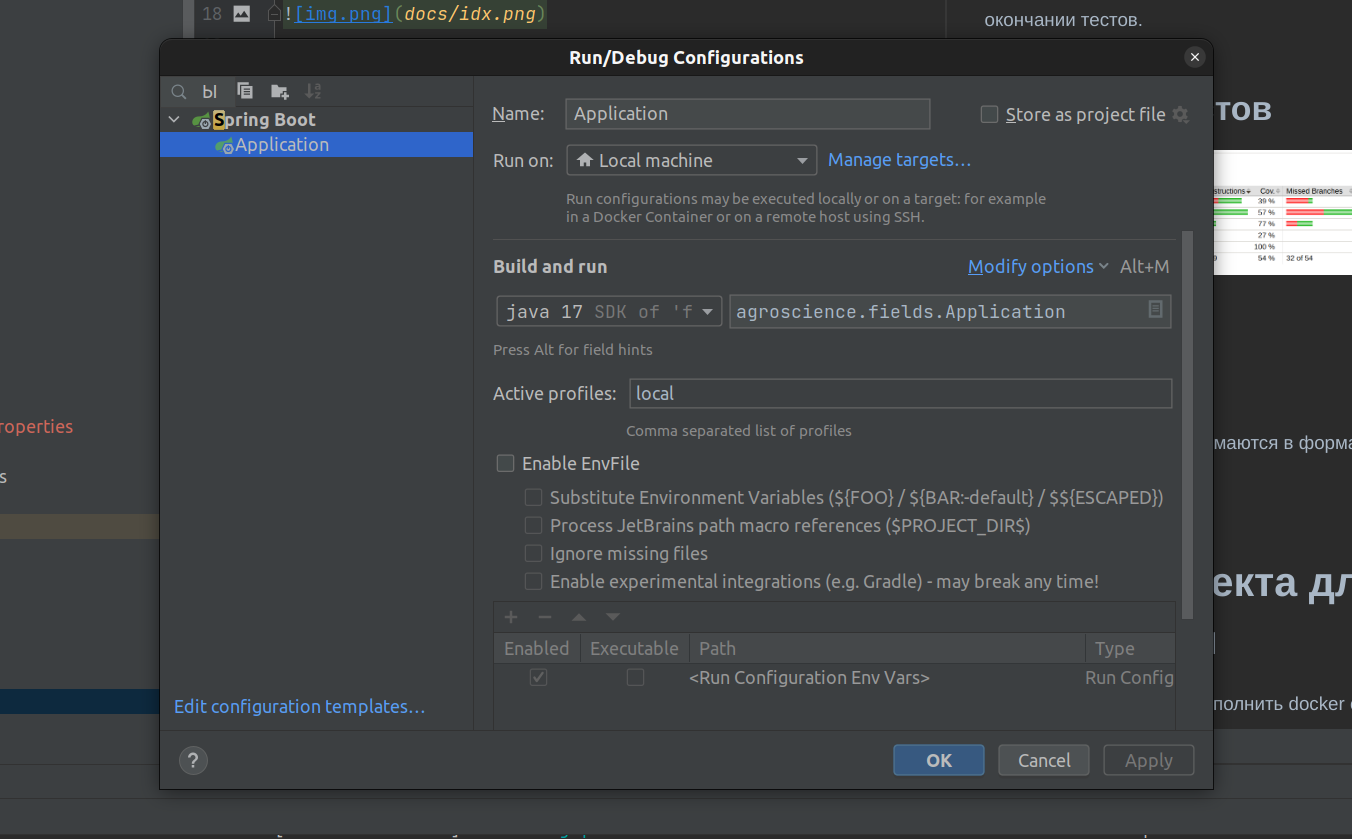 18 ![img.png](docs/idx.png)
окончании тестов.
Run/Debug Configurations
Ы
Spring Boot
Application
Edit configuration templates...
Name: Application Store as project file
Run on: Local machine Manage targets...
Run configurations may be executed locally or on a target: for example
in a Docker Container or on a remote host using SSH.
Build and run Modify options Alt+M
java 17 SDK of 'f agroscience.fields.Application
Press Alt for field hints
Active profiles: local
Comma separated list of profiles
Enable EnvFile
Substitute Environment Variables (${FOO} / ${BAR:-default} / $${ESCAPED})
Process JetBrains path macro references ($PROJECT_DIR$)
Ignore missing files
Enable experimental integrations (e.g. Gradle) - may break any time!
Enabled Executable Path Type
<Run Configuration Env Vars> Run Config
? OK Cancel Apply
roperties
s
тов
structions Cov. Missed Branches
39 %
57 %
77 %
27 %
100 %
9 54 % 32 of 54
маются в форма
екта дл
полнить docker